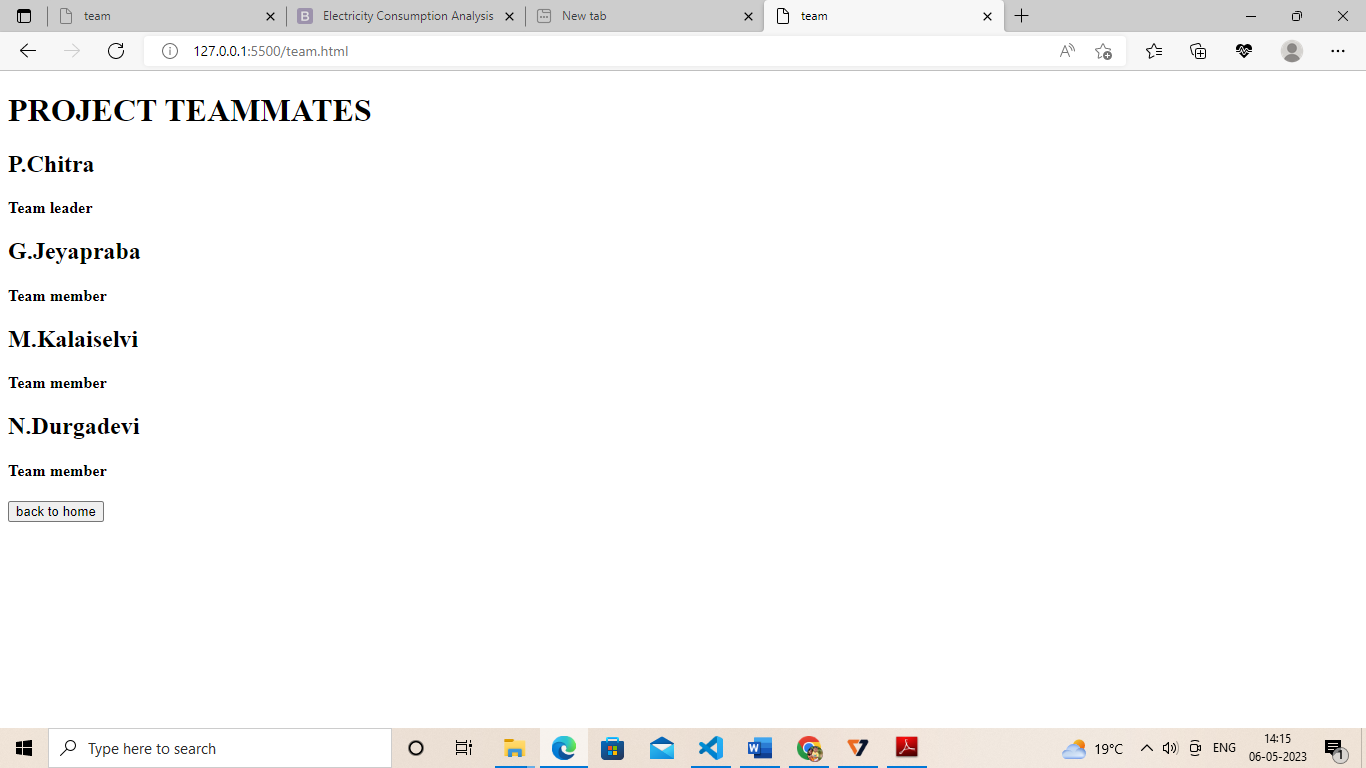 team
Electricity Consumption Analysis
New tab
team
127.0.0.1:5500/team.html
PROJECT TEAMMATES
P.Chitra
Team leader
G.Jeyapraba
Team member
M.Kalaiselvi
Team member
N.Durgadevi
Team member
back to home
Type here to search
19°C
ENG
14:15
06-05-2023
1